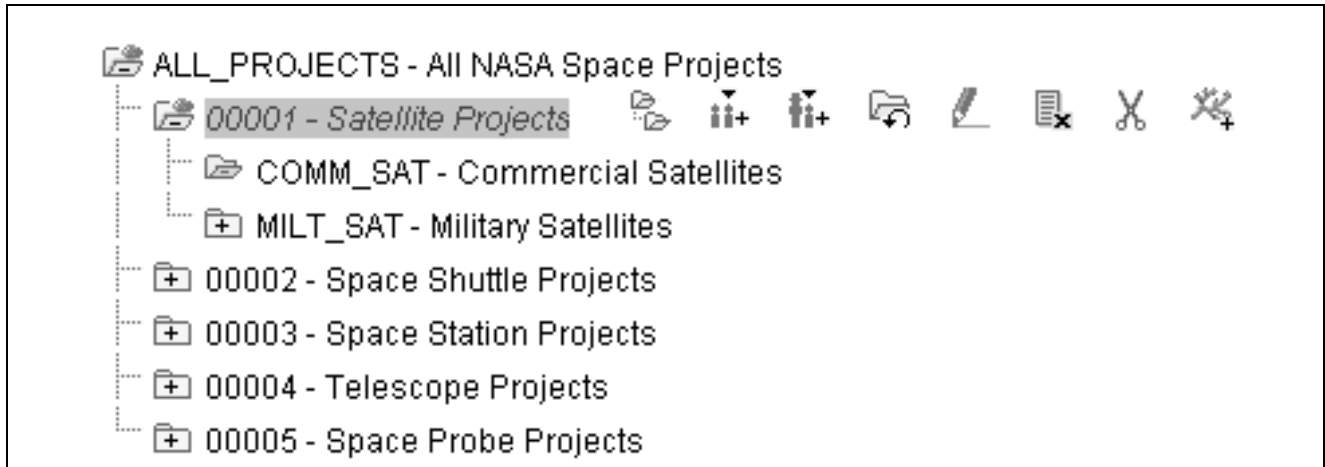 ALL_PROJECTS - All NASA Space Projects
00001 - Satellite Projects
COMM_SAT - Commercial Satellites
MILT_SAT - Military Satellites
00002 - Space Shuttle Projects
00003 - Space Station Projects
00004 - Telescope Projects
00005 - Space Probe Projects